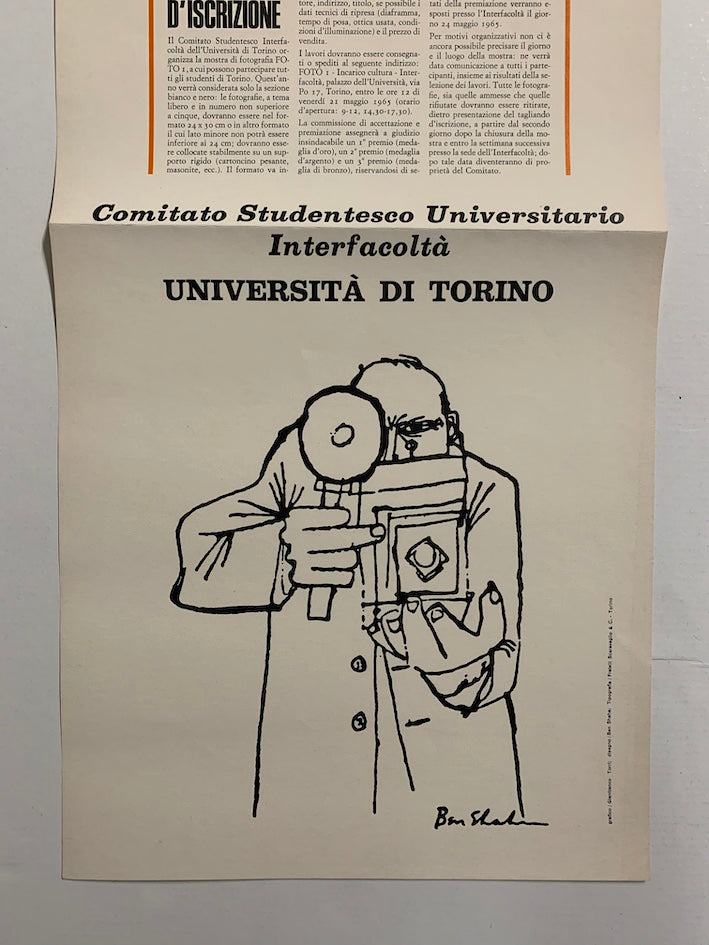 D'ISCRIZIONE
Il Comitato Studentesco Interfa-
coltà dell'Università di Torino or-
ganizza la mostra di fotografia FO-
TO 1, a cui possono partecipare tut-
ti gli studenti di Torino. Quest'an-
no verrà considerata solo la sezione
bianco e nero: le fotografie, a tema
libero e in numero non superiore
a cinque, dovranno essere nel for-
mato 24 x 30 cm o in altro formato
il cui lato minore non potrà essere
inferiore ai 24 cm; dovranno esse-
re collocate stabilmente su un sup-
porto rigido (cartoncino pesante,
masonite, ecc.). Il formato va in-
tore, indirizzo, titolo, se possibile i
dati tecnici di ripresa (diaframma,
tempo di posa, ottica usata, condi-
zioni d'illuminazione) e il prezzo di
vendita.
I lavori dovranno essere consegna-
ti o spediti al seguente indirizzo:
FOTO 1 - Incarico cultura - Inter-
facoltà, palazzo dell'Università, via
Po 17, Torino, entro le ore 12 di
venerdì 21 maggio 1965 (orario
d'apertura: 9-12, 14,30-17,30).
La commissione di accettazione e
premiazione assegnerà a giudizio
insindacabile un 1° premio (meda-
glia d'oro), un 2° premio (medaglia
d'argento) e un 3° premio (meda-
glia di bronzo), riservandosi di se-
tati della premiazione verranno e-
sposti presso l'Interfacoltà il gior-
no 24 maggio 1965.
Per motivi organizzativi non ci è
ancora possibile precisare il giorno
e il luogo della mostra: ne verrà
data comunicazione a tutti i parte-
cipanti, insieme ai risultati della se-
lezione dei lavori. Tutte le fotogra-
fie, sia quelle ammesse che quelle
rifiutate dovranno essere ritirate,
dietro presentazione del tagliando
d'iscrizione, a partire dal secondo
giorno dopo la chiusura della mo-
stra e entro la settimana successiva
presso la sede dell'Interfacoltà; do-
po tale data diventeranno di pro-
prietà del Comitato.
Comitato Studentesco Universitario
Interfacoltà
UNIVERSITÀ DI TORINO
Ben Shahn